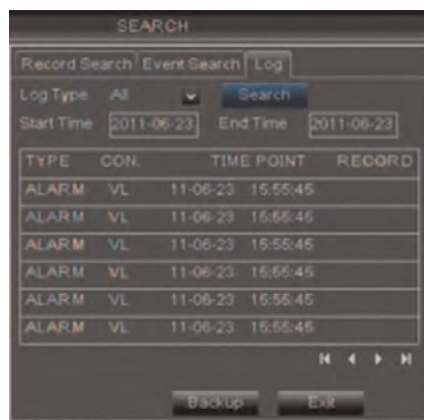 SEARCH
Record Search Event Search Log
Log Type All Search
Start Time 2011-06-23 End Time 2011-06-23
TYPE CON. TIME POINT RECORD
ALARM VL 11-06-23 15:55:45
ALARM VL 11-06-23 15:55:45
ALARM VL 11-06-23 15:55:45
ALARM VL 11-06-23 15:55:45
ALARM VL 11-06-23 15:55:45
ALARM VL 11-06-23 15:55:45
Backup Exit